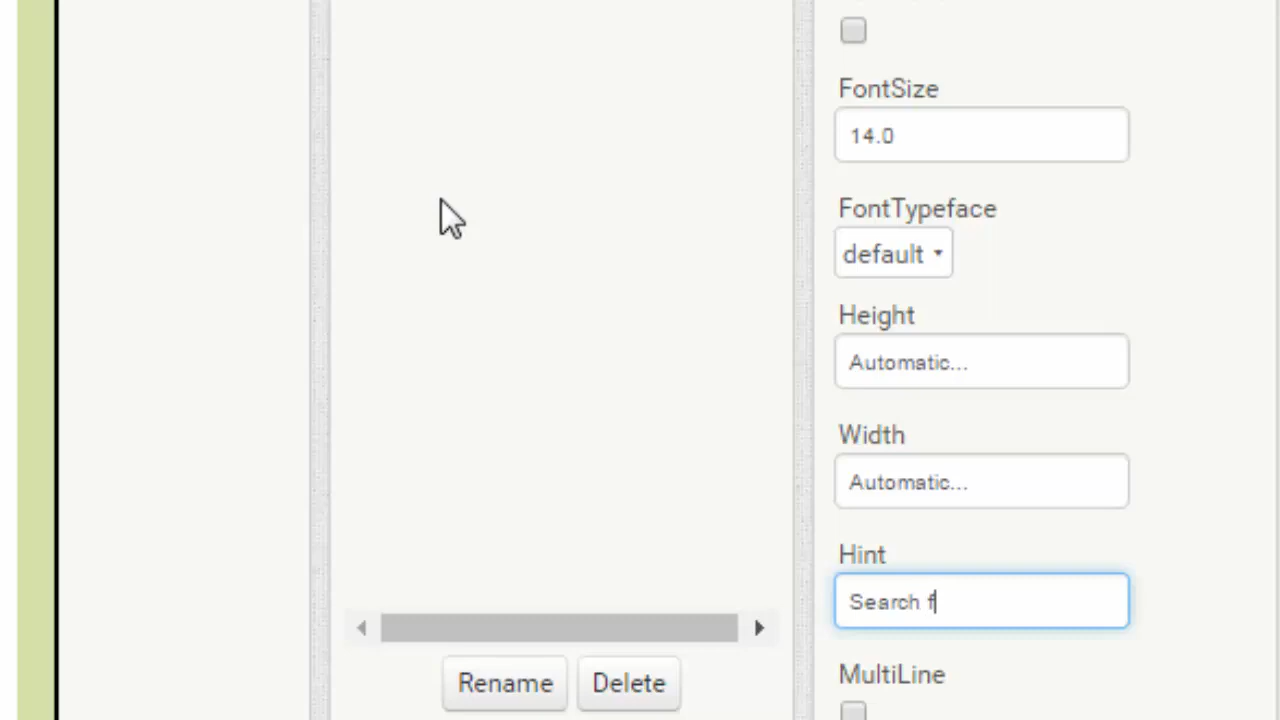 FontSize
14.0
FontTypeface
default
Height
Automatic...
Width
Automatic...
Hint
Search f
MultiLine
Rename Delete